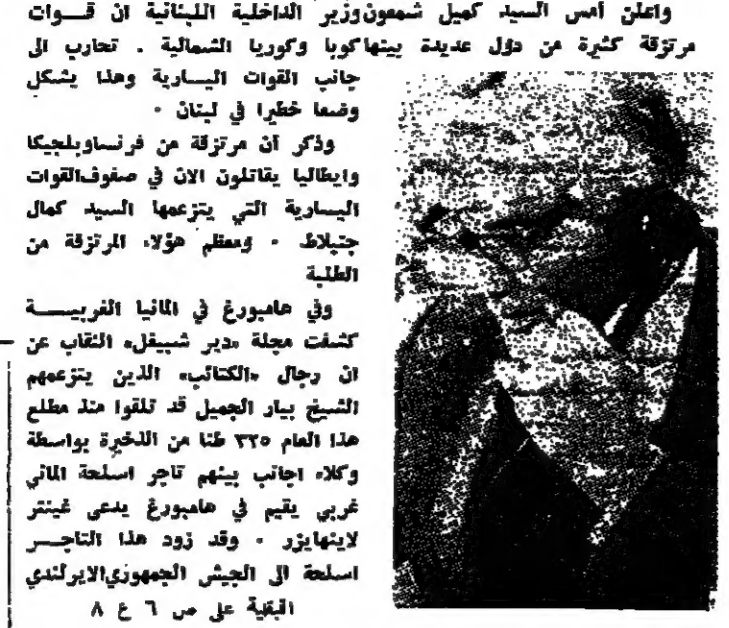 واعلن أمس السيد كميل شمعون وزير الداخلية اللبنانية ان قـــوات
مرتزقة كثيرة من دول عديدة بينها كوبا وكوريا الشمالية . تحارب الى
جانب القوات اليسارية وهذا يشكل
وضعا خطيرا في لبنان .
وذكر أن مرتزقة من فرنسا وبلجيكا
وايطاليا يقاتلون الان في صفوف القوات
اليسارية التي يتزعمها السيد كمال
جنبلاط . ومعظم هؤلاء المرتزقة من
الطلبة
وفي هامبورغ في المانيا الغربيـــة
كشفت مجلة «دير شبيغل» النقاب عن
ان رجال «الكتائب» الذين يتزعمهم
الشيخ بيار الجميل قد تلقوا منذ مطلع
هذا العام ٣٢٥ طنا من الذخيرة بواسطة
وكلاء اجانب بينهم تاجر اسلحة الماني
غربي يقيم في هامبورغ يدعى غينتر
لاينهايزر . وقد زود هذا التاجـــر
اسلحة الى الجيش الجمهوري الايرلندي
البقية على ص ٦ ع ٨